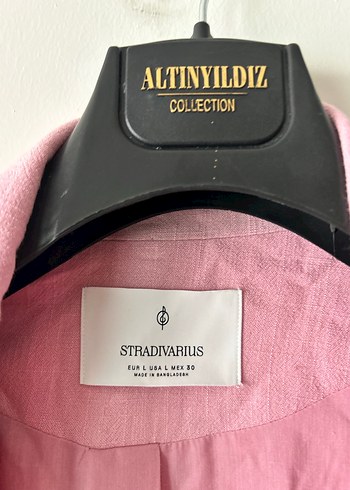 ALTINYILDIZ
COLLECTION
STRADIVARIUS
EUR L USA L MEX 30
MADE IN BANGLADESH